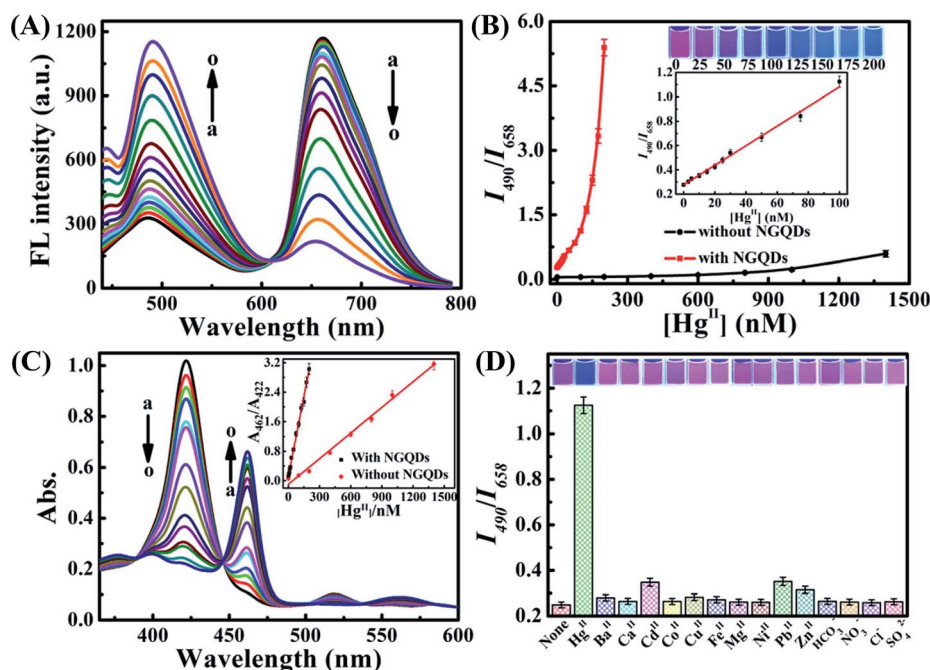 (A)
1200
1050
900
750
600
450
300
150
0
FL intensity (a.u.)
o
a
a
o
500 600 700 800
Wavelength (nm)
(B)
6.0
4.5
3.0
1.5
0.0
I490/I658
0 25 50 75 100 125 150 175 200
1.2
1.0
0.8
0.6
0.4
0.2
I490/I658
0 20 40 60 80 100
[HgII] (nM)
without NGQDs
with NGQDs
0 300 600 900 1200 1500
[HgII] (nM)
(C)
1.0
0.8
0.6
0.4
0.2
0.0
Abs.
a
o
o
a
3.2
2.4
1.6
0.8
0.0
A462/A422
With NGQDs
Without NGQDs
0 300 600 900 1200
[HgII]/nM
400 450 500 550 600
Wavelength (nm)
(D)
1.2
1.0
0.8
0.6
0.4
0.2
I490/I658
None HgII BaII CaII CdII CoII CuII FeII MgII NiII PbII ZnII HCO3- NO3- Cl- SO42-